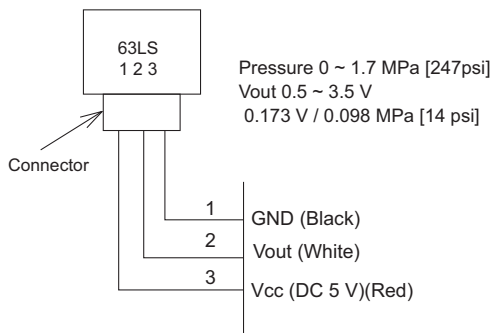 63LS
1 2 3
Pressure 0 ~ 1.7 MPa [247psi]
Vout 0.5 ~ 3.5 V
0.173 V / 0.098 MPa [14 psi]
Connector
1
GND (Black)
2
Vout (White)
3
Vcc (DC 5 V)(Red)